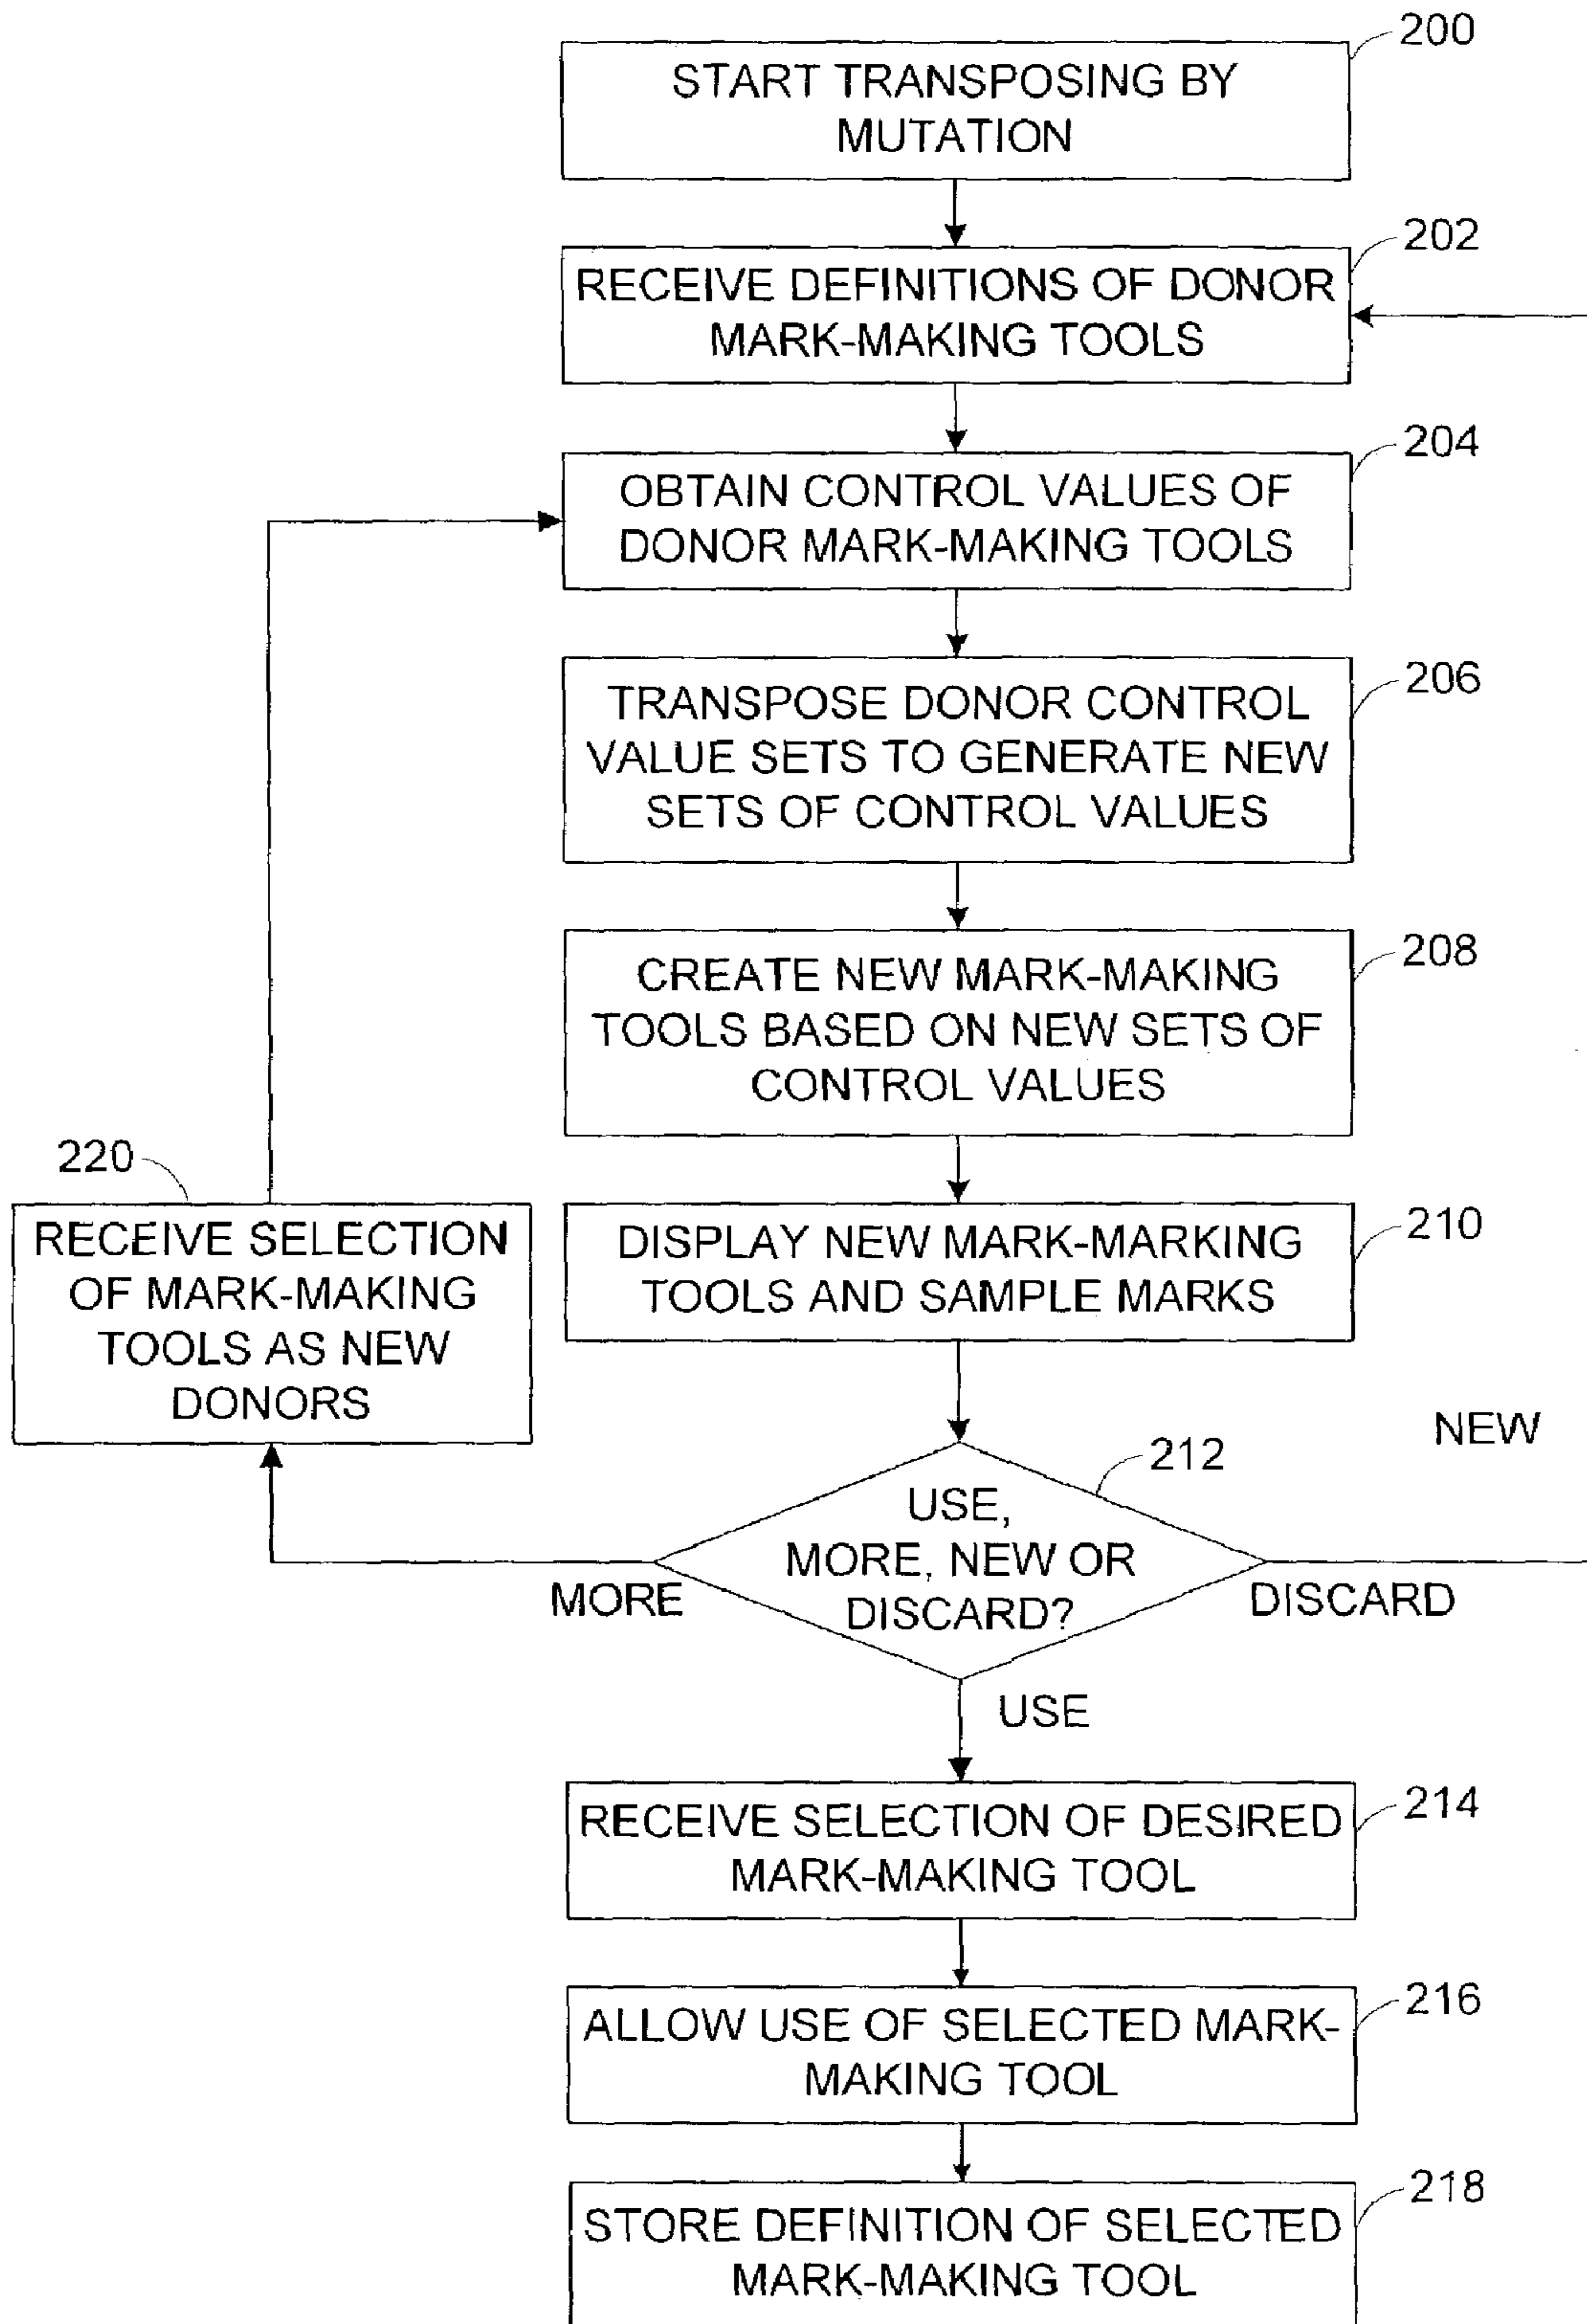 200
START TRANSPOSING BY
MUTATION
202
RECEIVE DEFINITIONS OF DONOR
MARK-MAKING TOOLS
204
OBTAIN CONTROL VALUES OF
DONOR MARK-MAKING TOOLS
206
TRANSPOSE DONOR CONTROL
VALUE SETS TO GENERATE NEW
SETS OF CONTROL VALUES
208
CREATE NEW MARK-MAKING
TOOLS BASED ON NEW SETS OF
CONTROL VALUES
220
RECEIVE SELECTION
OF MARK-MAKING
TOOLS AS NEW
DONORS
210
DISPLAY NEW MARK-MARKING
TOOLS AND SAMPLE MARKS
NEW
212
USE,
MORE, NEW OR
DISCARD?
MORE
DISCARD
USE
214
RECEIVE SELECTION OF DESIRED
MARK-MAKING TOOL
216
ALLOW USE OF SELECTED MARK-
MAKING TOOL
218
STORE DEFINITION OF SELECTED
MARK-MAKING TOOL